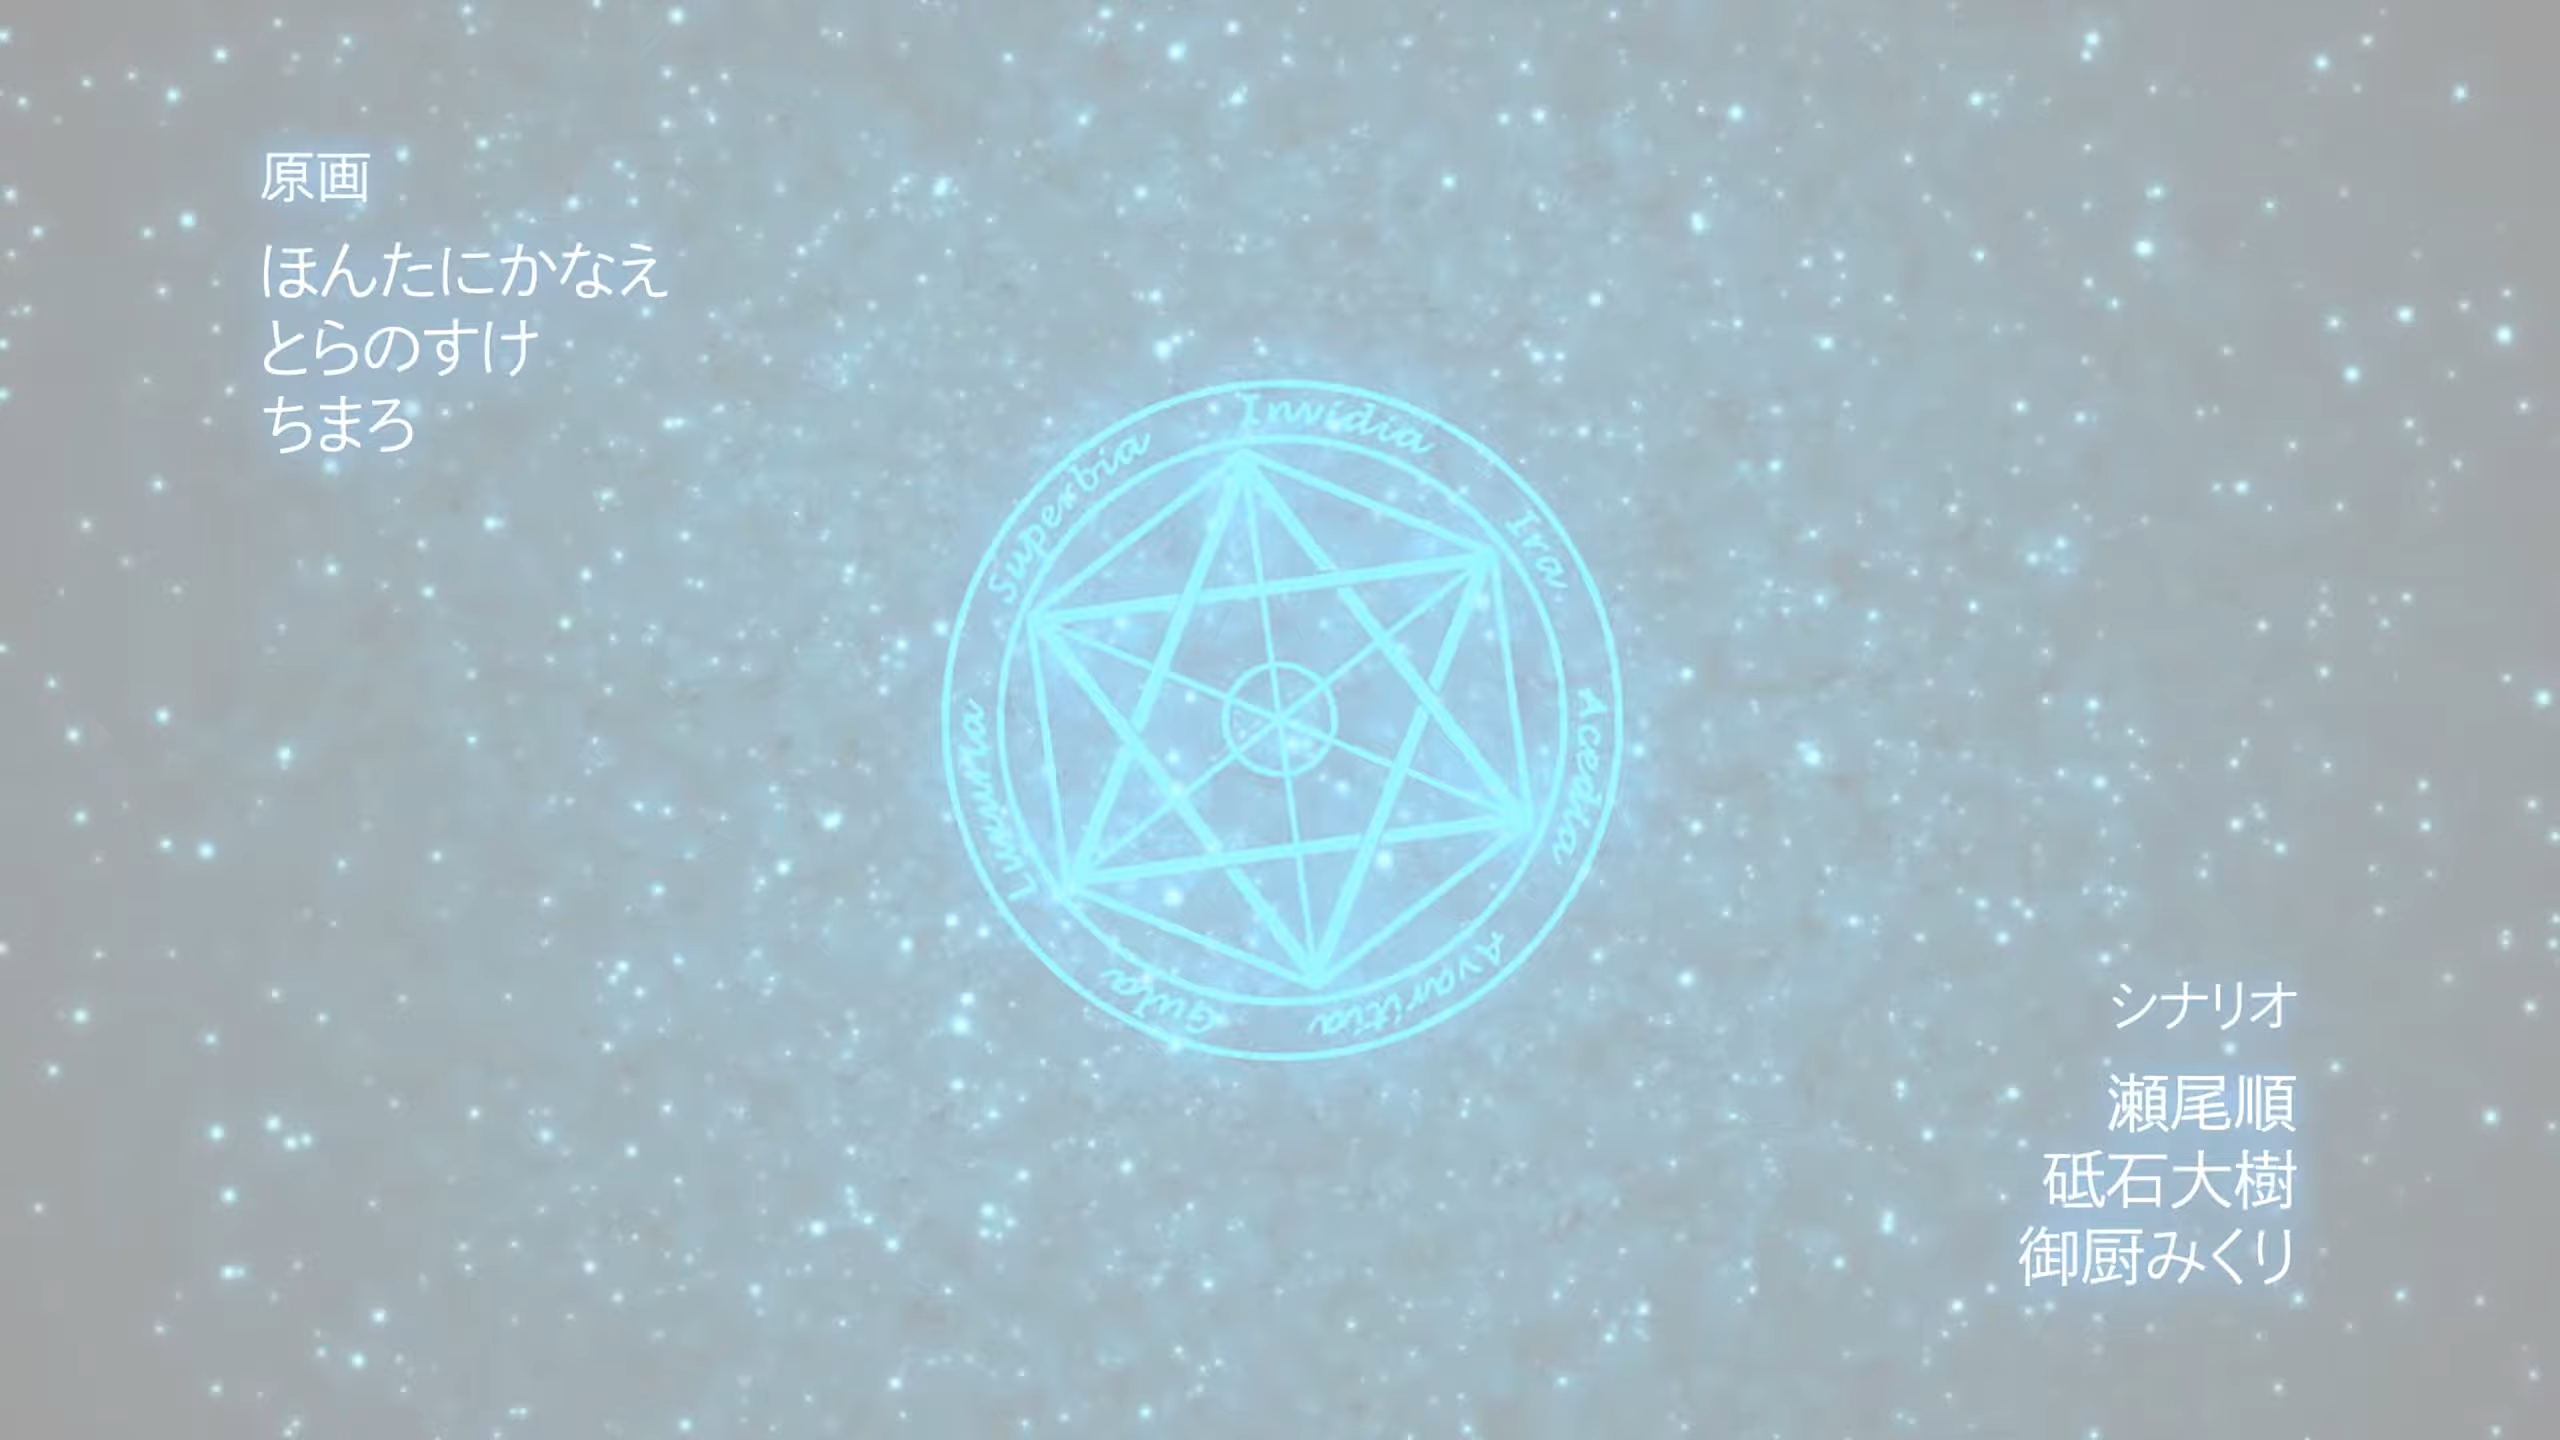 原画
ほんたにかなえ
とらのすけ
ちまろ
Invidia
Ira
Acedia
Avaritia
Gula
Luxuria
Superbia
シナリオ
瀬尾順
砥石大樹
御厨みくり